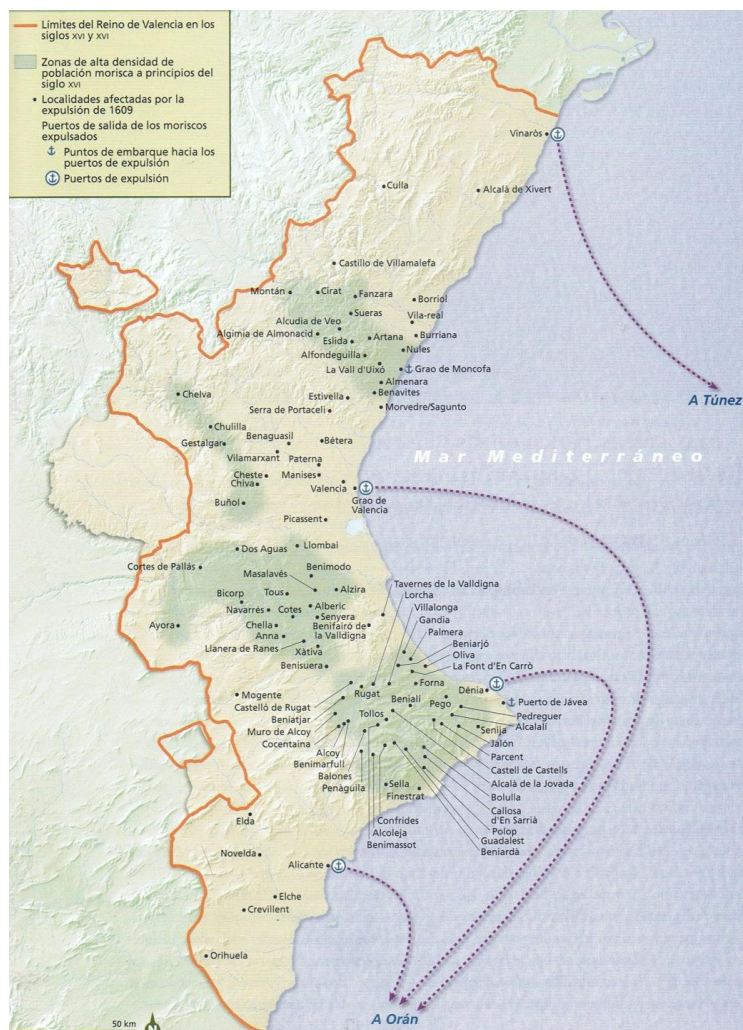 Límites del Reino de Valencia en los
siglos XVI y XVI
Zonas de alta densidad de
población morisca a principios del
siglo XVI
Localidades afectadas por la
expulsión de 1609
Puertos de salida de los moriscos
expulsados
Puntos de embarque hacia los
puertos de expulsión
Puertos de expulsión
Vinaròs
Culla
Alcalà de Xivert
Castillo de Villamalefa
Montán
Cirat
Fanzara
Borriol
Sueras
Vila-real
Alcudia de Veo
Algimia de Almonacid
Artana
Burriana
Eslida
Nules
Alfondeguilla
La Vall d'Uixó
Grao de Moncofa
Almenara
Benavites
Chelva
Estivella
A Túnez
Serra de Portaceli
Morvedre/Sagunto
Chulilla
Benaguasil
Bétera
Gestalgar
Mar Mediterráneo
Vilamarxant
Paterna
Cheste
Manises
Chiva
Valencia
Grao de
Valencia
Buñol
Picassent
Dos Aguas
Llombai
Cortes de Pallás
Benimodo
Masalavés
Tavernes de la Valldigna
Bicorp
Tous
Alzira
Lorcha
Villalonga
Navarrés
Cotes
Alberic
Gandia
Senyera
Ayora
Chella
Benifairó de
la Valldigna
Palmera
Anna
Beniarjó
Llanera de Ranes
Xàtiva
Oliva
Benisuera
La Font d'En Carrò
Forna
Dénia
Mogente
Rugat
Benialí
Pego
Puerto de Jávea
Castelló de Rugat
Tollos
Pedreguer
Beniatjar
Alcalalí
Muro de Alcoy
Senija
Cocentaina
Jalón
Alcoy
Parcent
Benimarfull
Castell de Castells
Balones
Alcalà de la Jovada
Penàguila
Sella
Bolulla
Finestrat
Callosa
d'En Sarrià
Confrides
Polop
Alcoleja
Guadalest
Benimassot
Beniardà
Elda
Novelda
Alicante
Elche
Crevillent
Orihuela
A Orán
50 km
N